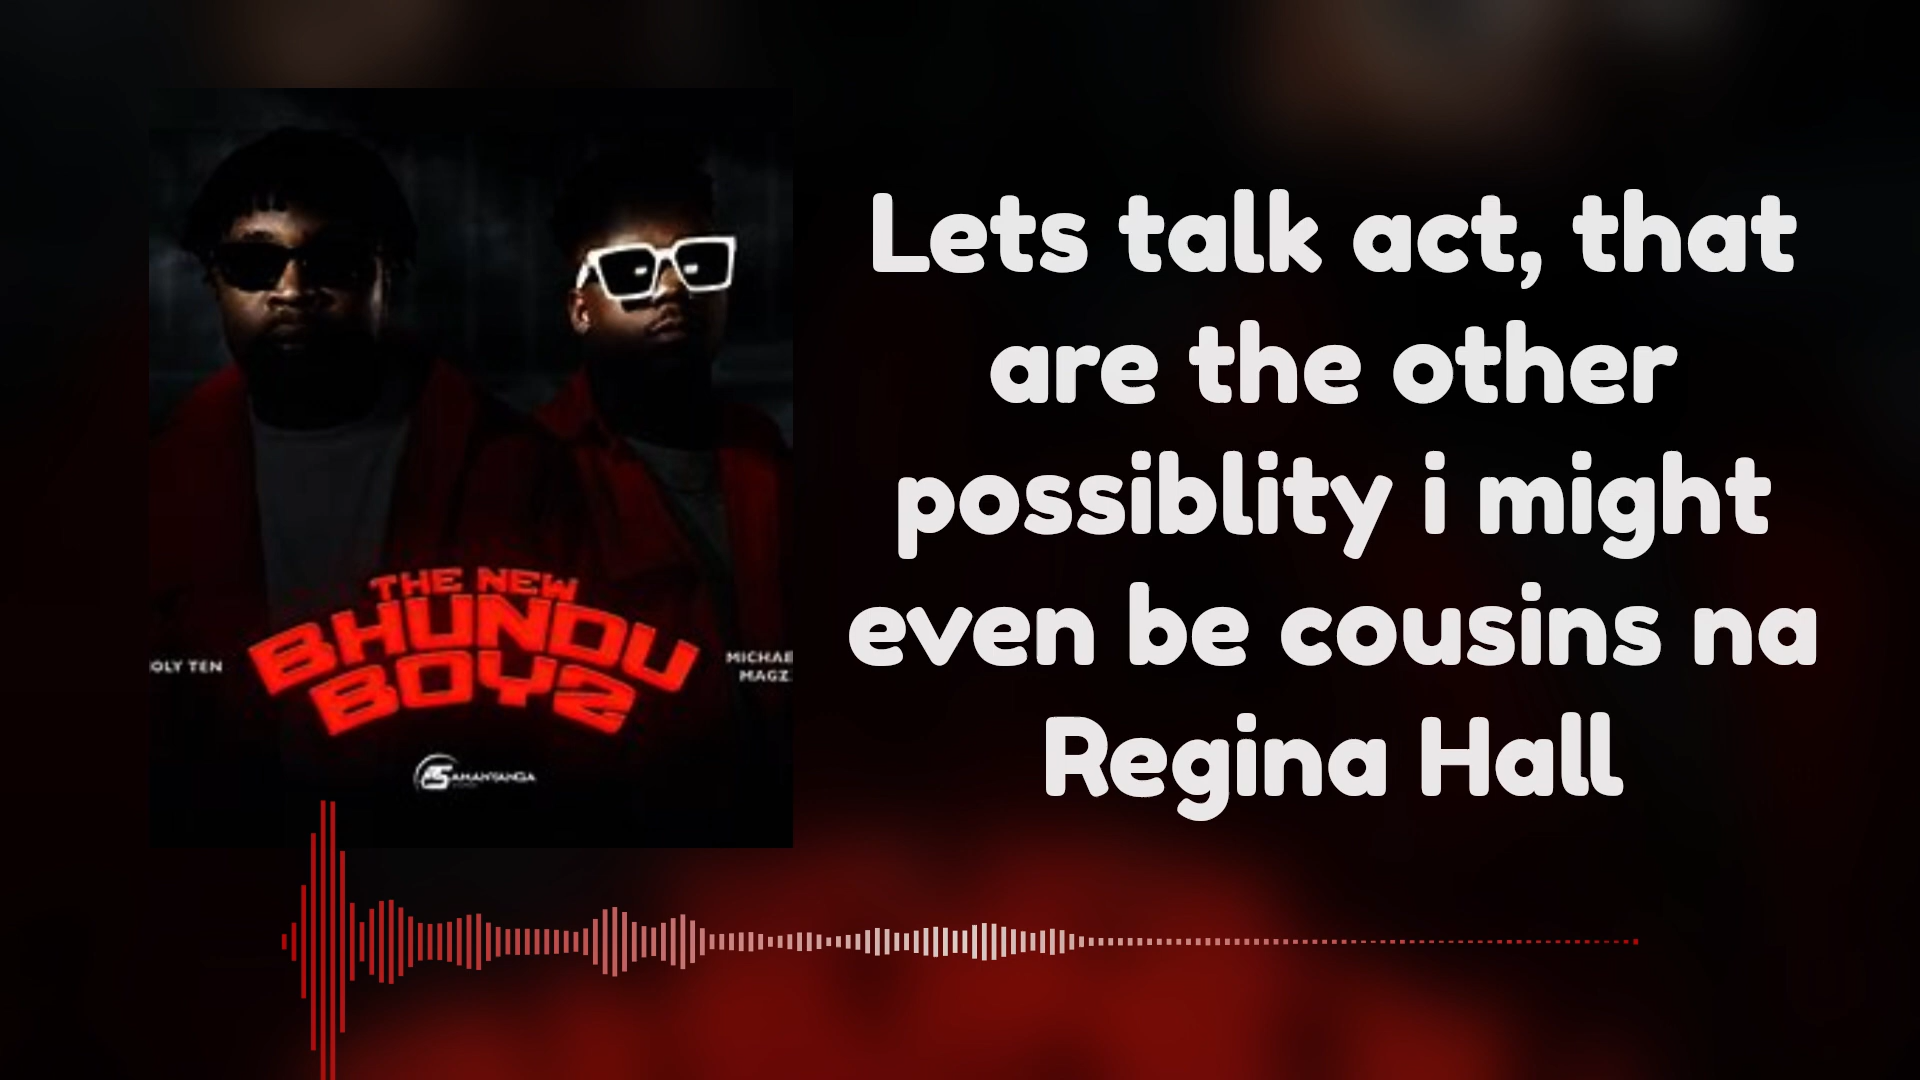 Lets talk act, that
are the other
possiblity i might
even be cousins na
Regina Hall
THE NEW
BHUNDU
BOYZ
OLY TEN
MICHAE
MAGZ
SAMANYANGA